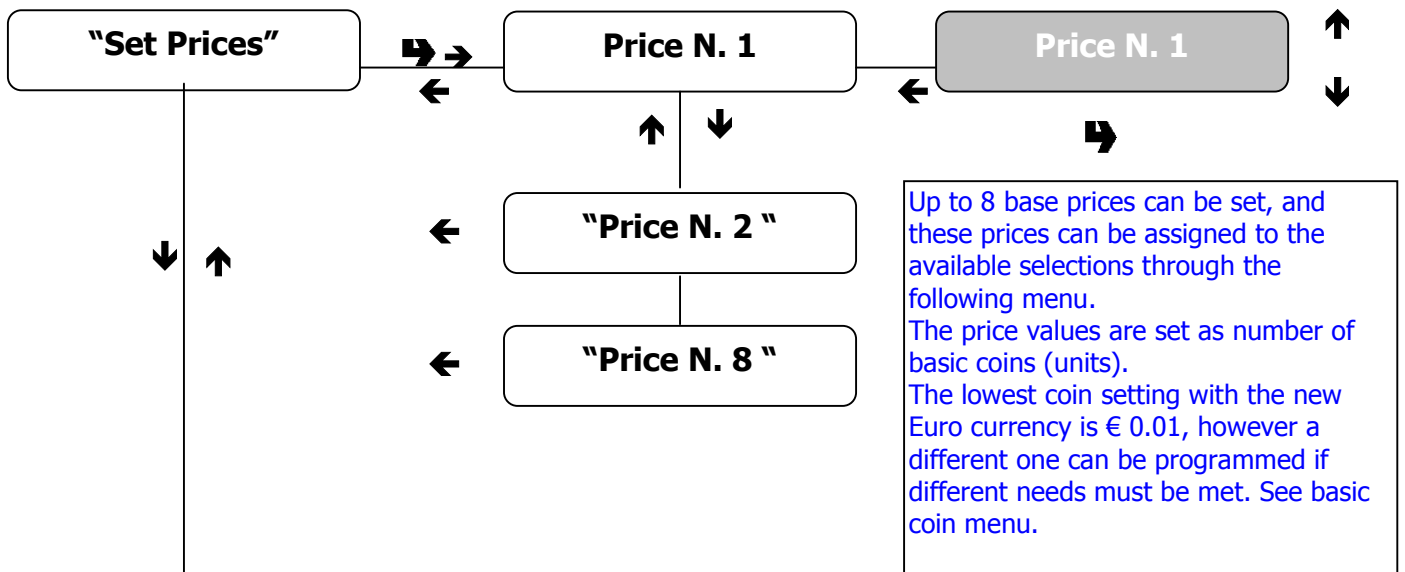 “Set Prices”
Price N. 1
Price N. 1
“Price N. 2 “
“Price N. 8 “
Up to 8 base prices can be set, and
these prices can be assigned to the
available selections through the
following menu.
The price values are set as number of
basic coins (units).
The lowest coin setting with the new
Euro currency is € 0.01, however a
different one can be programmed if
different needs must be met. See basic
coin menu.